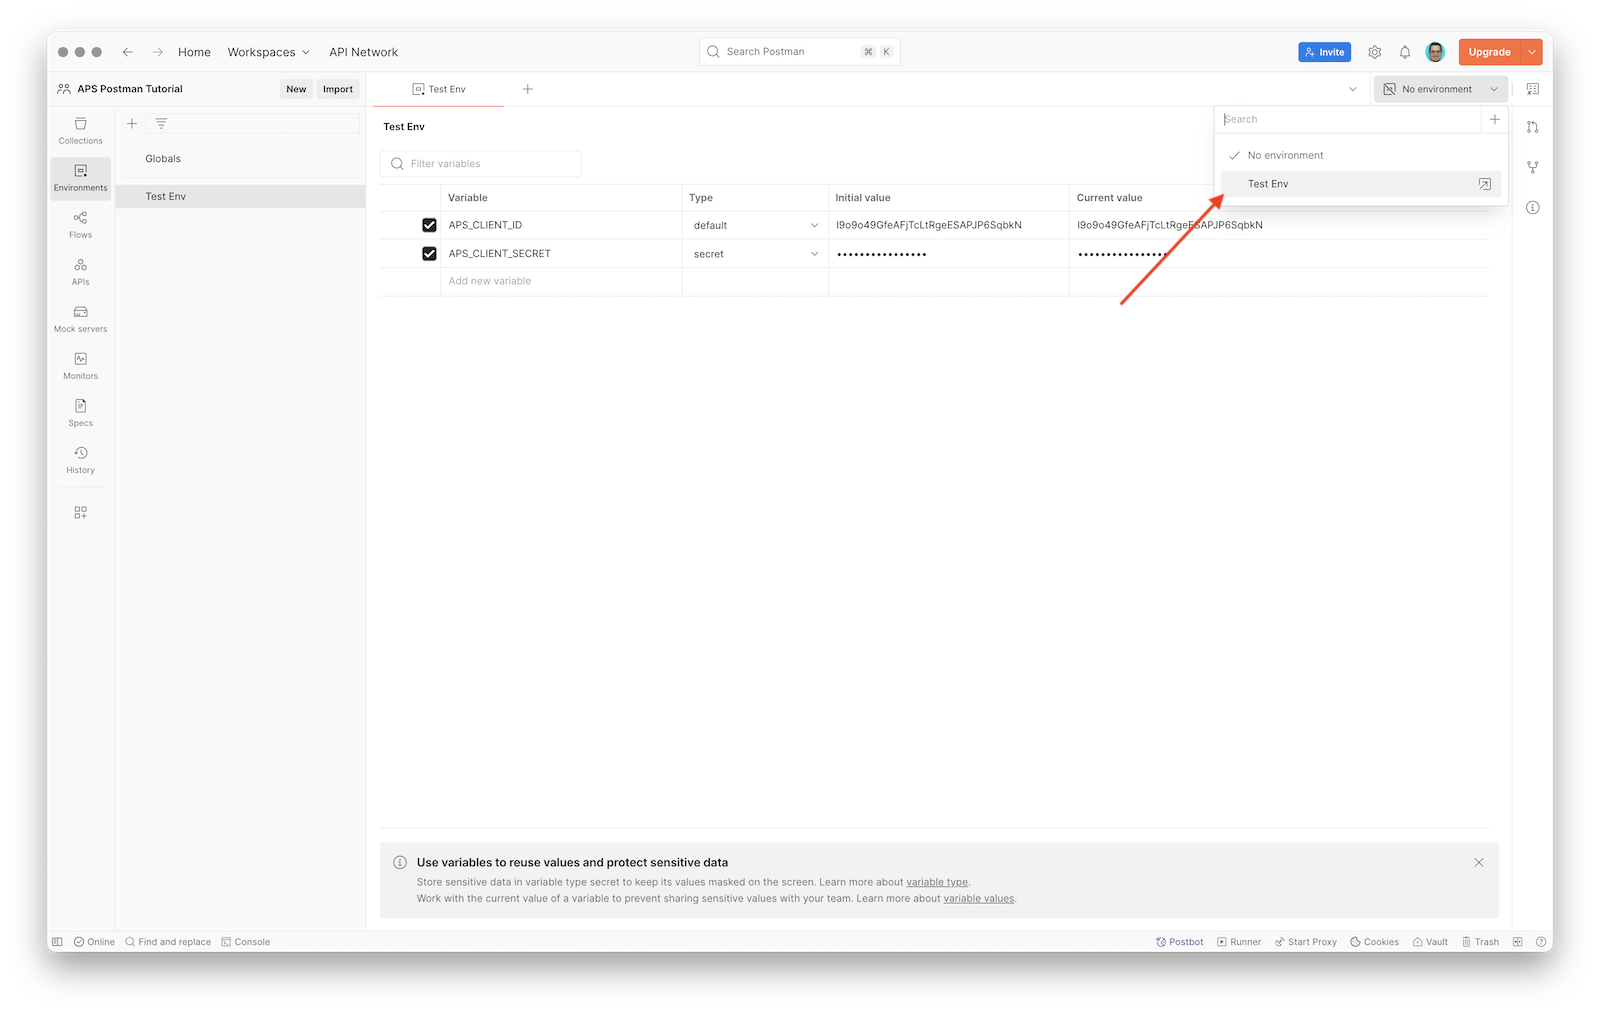 Home
Workspaces
API Network
Search Postman
⌘ K
Invite
Upgrade
APS Postman Tutorial
New
Import
Test Env
No environment
Collections
Environments
Flows
APIs
Mock servers
Monitors
Specs
History
Globals
Test Env
Test Env
Filter variables
Search
No environment
Test Env
Variable Type Initial value Current value
APS_CLIENT_ID default I9o9o49GfeAFjTcLtRgeESAPJP6SqbkN I9o9o49GfeAFjTcLtRgeESAPJP6SqbkN
APS_CLIENT_SECRET secret •••••••••••••••• ••••••••••••••••
Add new variable
Use variables to reuse values and protect sensitive data
Store sensitive data in variable type secret to keep its values masked on the screen. Learn more about variable type.
Work with the current value of a variable to prevent sharing sensitive values with your team. Learn more about variable values.
Online Find and replace Console Postbot Runner Start Proxy Cookies Vault Trash